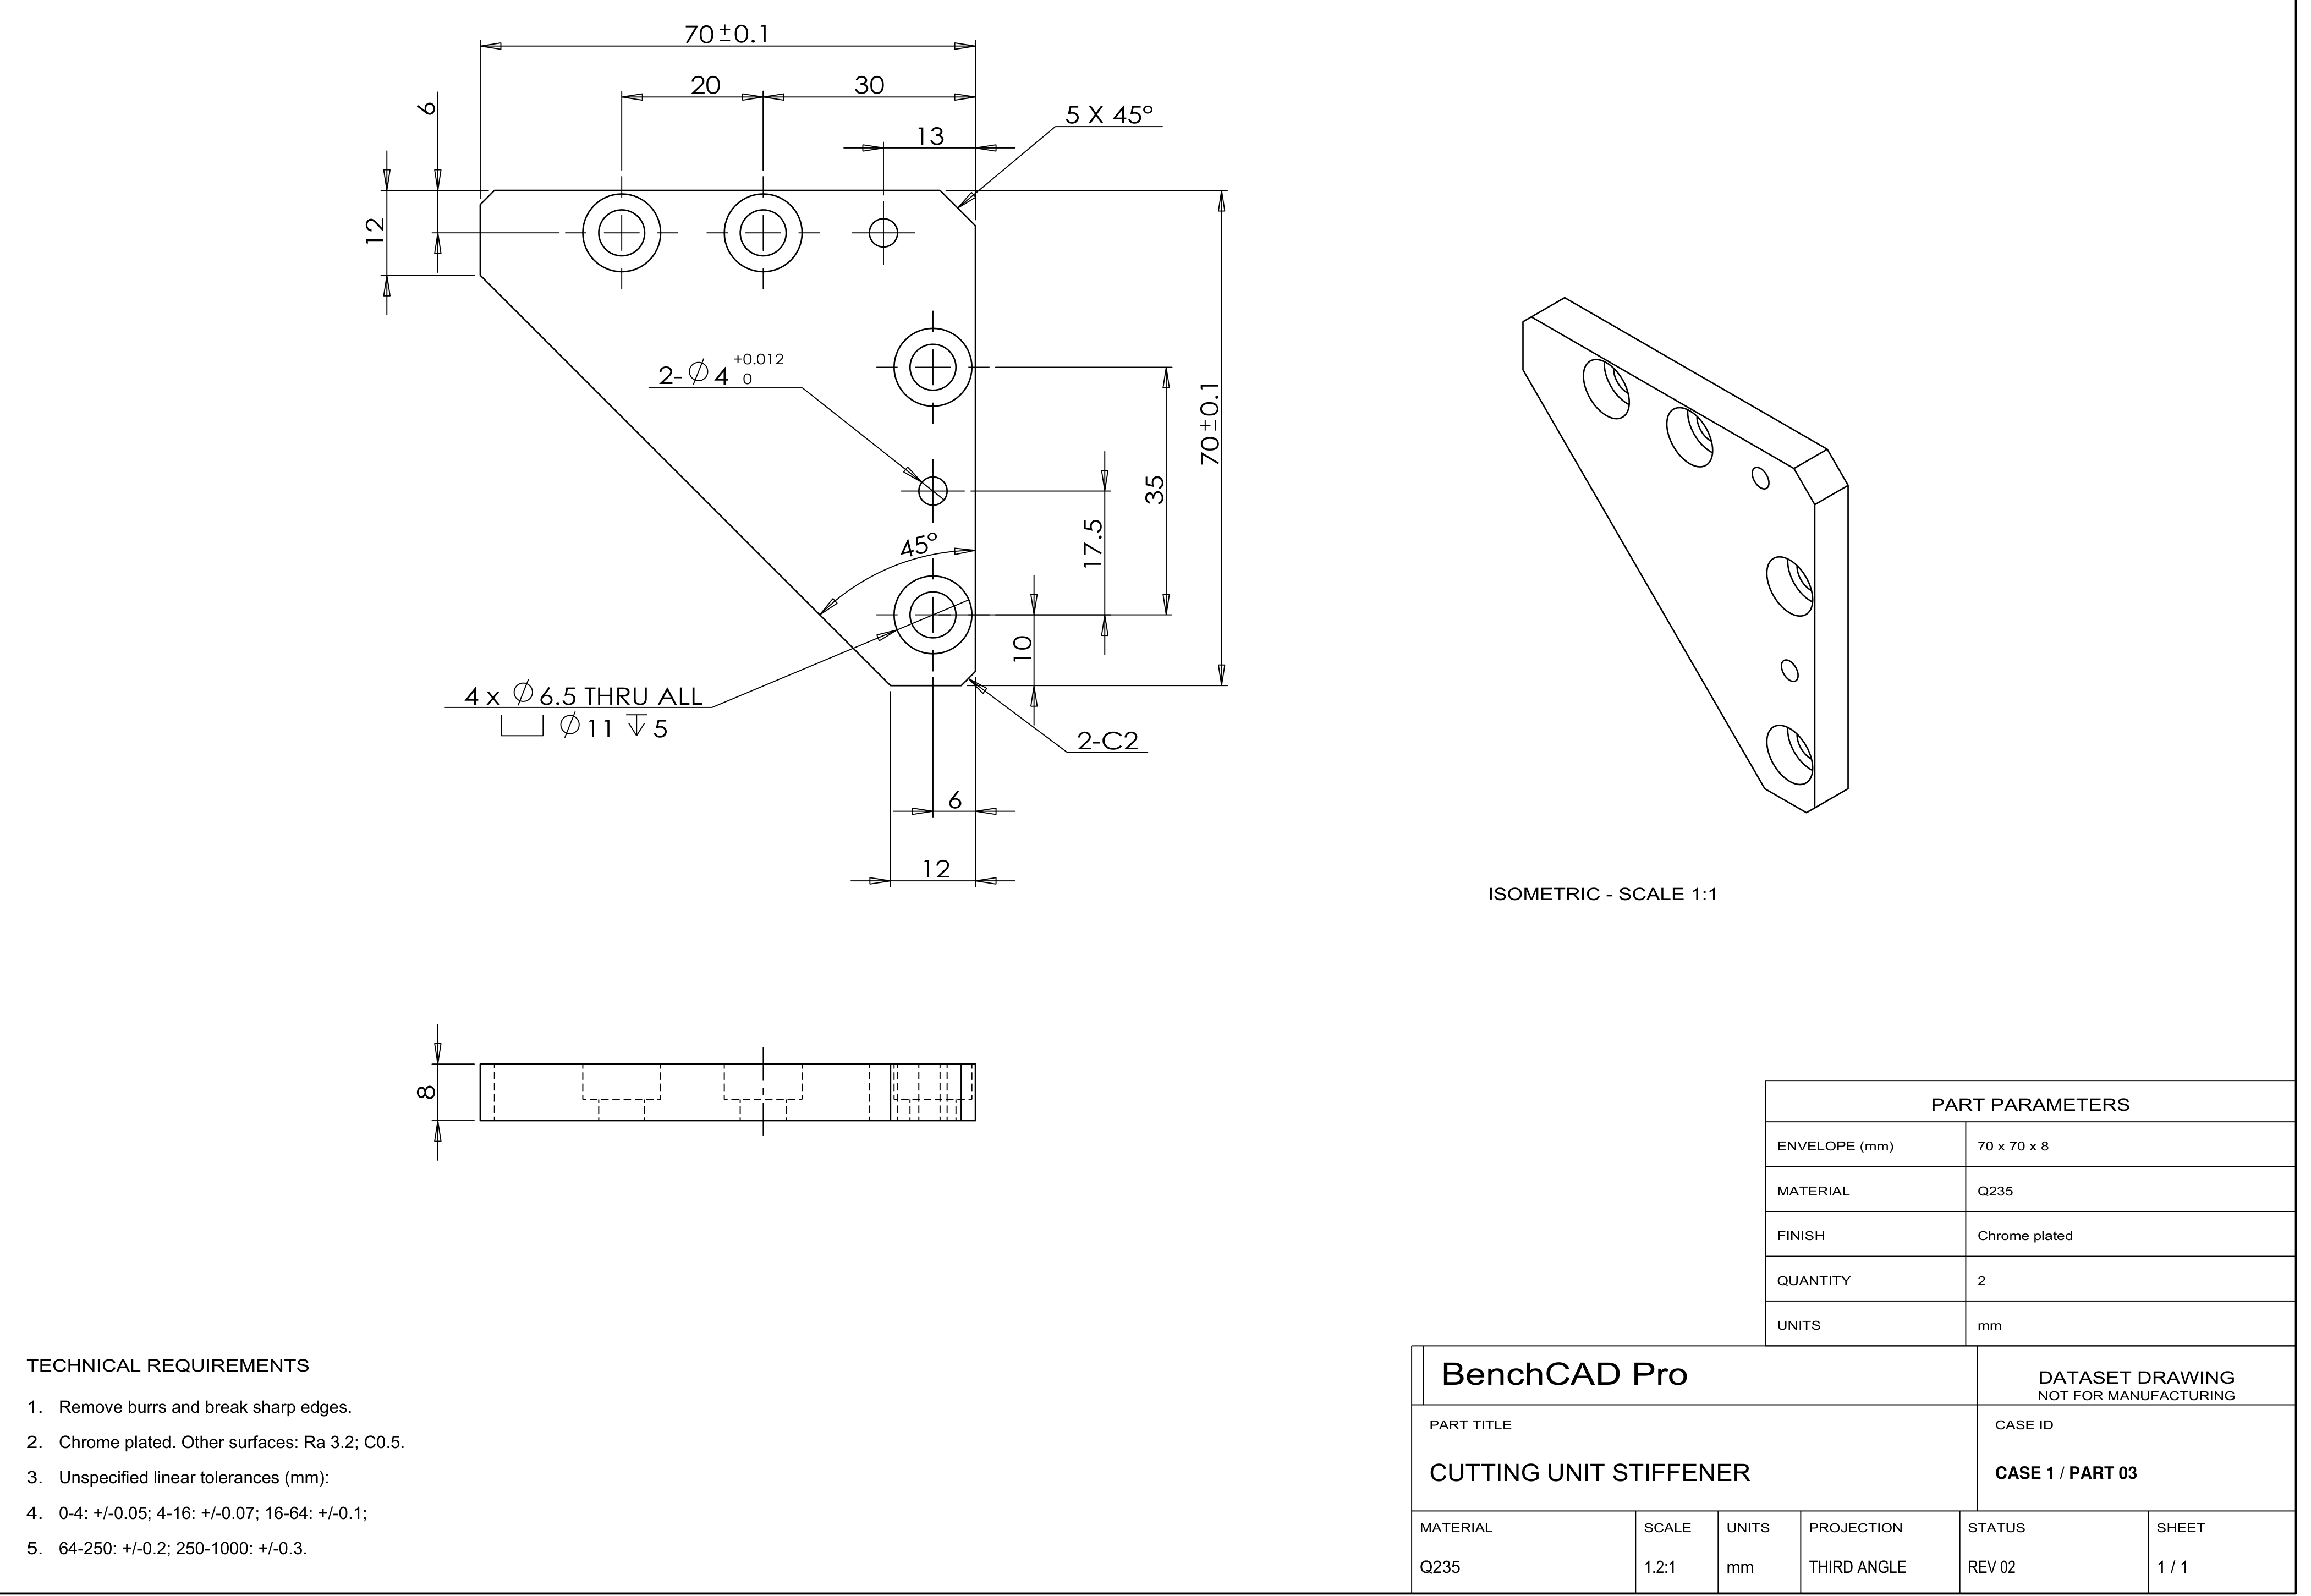 70±0.1
20
30
6
5 X 45°
13
12
2-∅4 +0.012 0
70±0.1
35
17.5
45°
10
4 x ∅6.5 THRU ALL
⌴ ∅11 ↧5
2-C2
6
12
ISOMETRIC - SCALE 1:1
8
PART PARAMETERS
ENVELOPE (mm) 70 x 70 x 8
MATERIAL Q235
FINISH Chrome plated
QUANTITY 2
UNITS mm
TECHNICAL REQUIREMENTS
1. Remove burrs and break sharp edges.
2. Chrome plated. Other surfaces: Ra 3.2; C0.5.
3. Unspecified linear tolerances (mm):
4. 0-4: +/-0.05; 4-16: +/-0.07; 16-64: +/-0.1;
5. 64-250: +/-0.2; 250-1000: +/-0.3.
BenchCAD Pro
DATASET DRAWING
NOT FOR MANUFACTURING
PART TITLE
CUTTING UNIT STIFFENER
CASE ID
CASE 1 / PART 03
MATERIAL SCALE UNITS PROJECTION STATUS SHEET
Q235 1.2:1 mm THIRD ANGLE REV 02 1 / 1